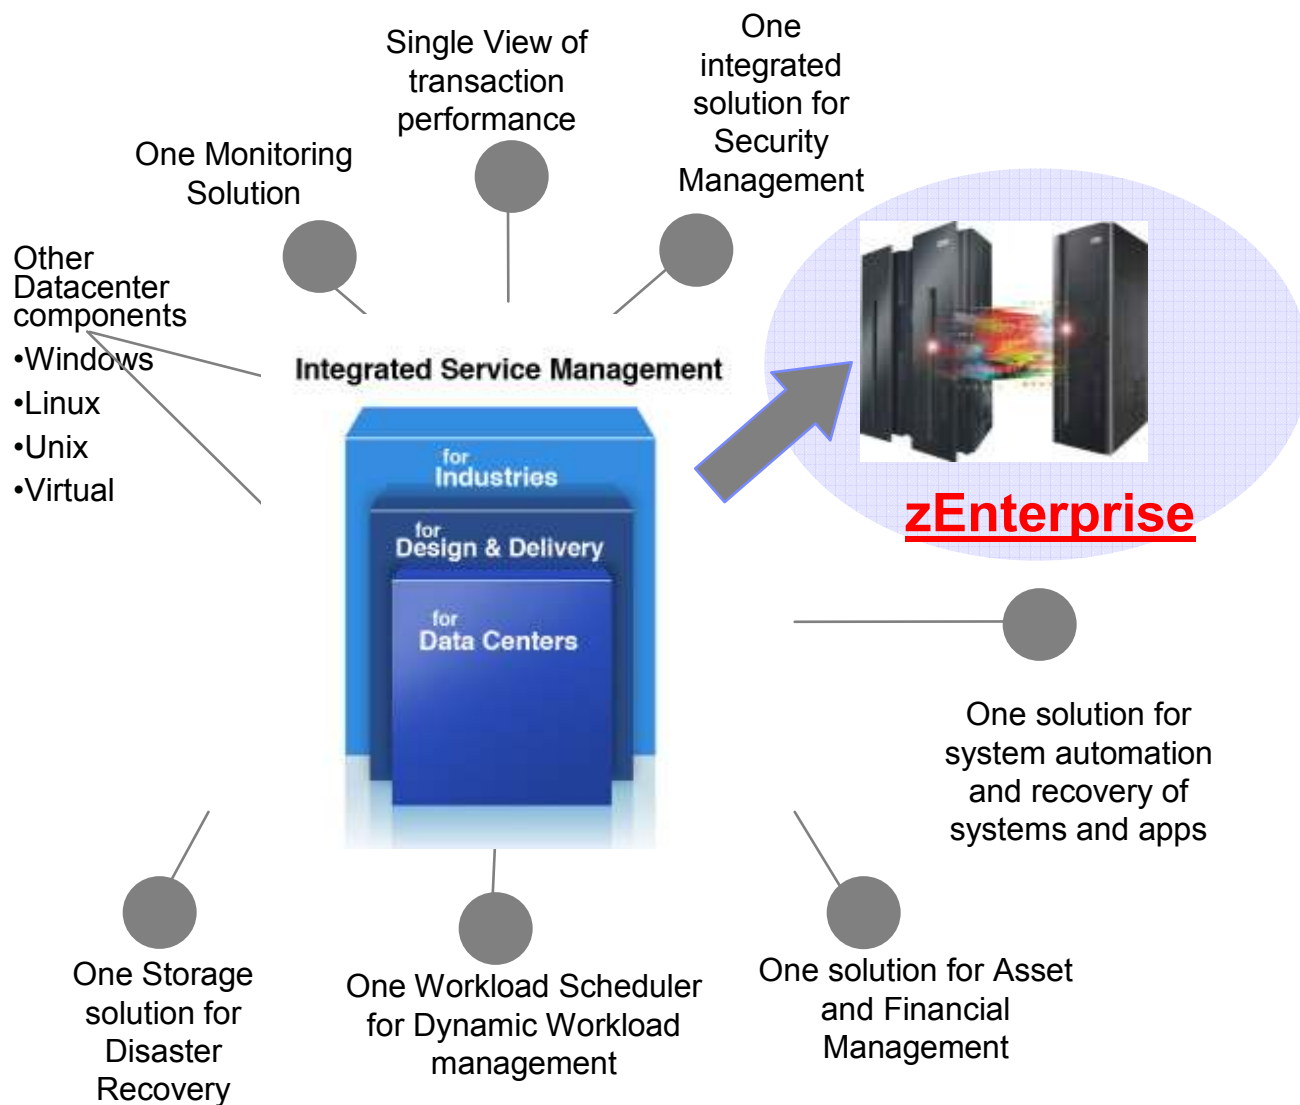 Single View of
transaction
performance
One
integrated
solution for
Security
Management
One Monitoring
Solution
Other
Datacenter
components
•Windows
•Linux
•Unix
•Virtual
Integrated Service Management
for
Industries
for
Design & Delivery
for
Data Centers
zEnterprise
One solution for
system automation
and recovery of
systems and apps
One Storage
solution for
Disaster
Recovery
One Workload Scheduler
for Dynamic Workload
management
One solution for Asset
and Financial
Management